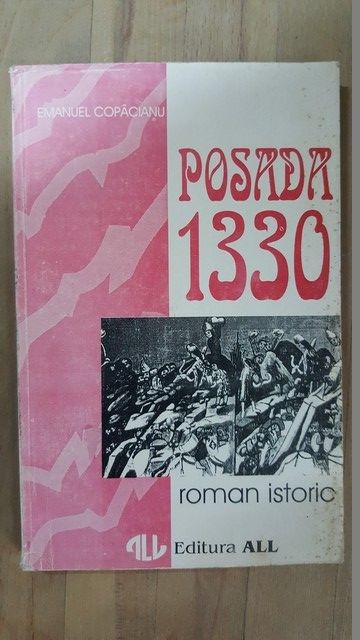 EMANUEL COPĂCIANU
POSADA
1330
roman istoric
ALL Editura ALL